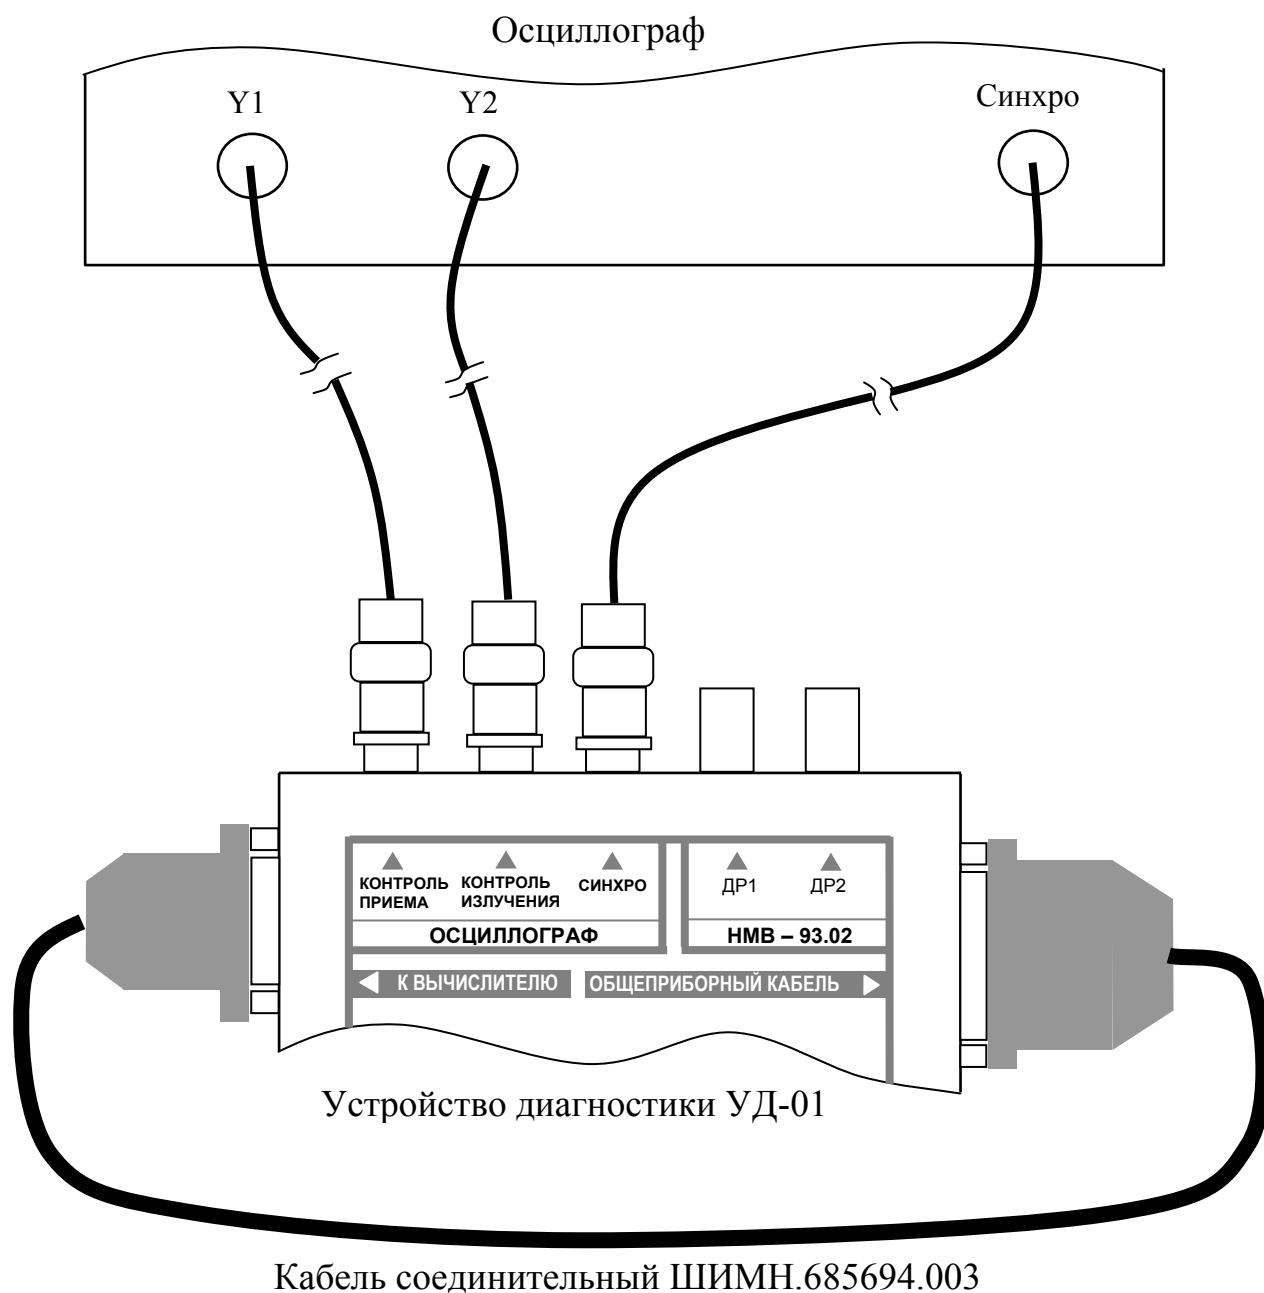 Осциллограф
Y1
Y2
Синхро
КОНТРОЛЬ
ПРИЕМА
КОНТРОЛЬ
ИЗЛУЧЕНИЯ
СИНХРО
ДР1
ДР2
ОСЦИЛЛОГРАФ
НМВ – 93.02
К ВЫЧИСЛИТЕЛЮ
ОБЩЕПРИБОРНЫЙ КАБЕЛЬ
Устройство диагностики УД-01
Кабель соединительный ШИМН.685694.003